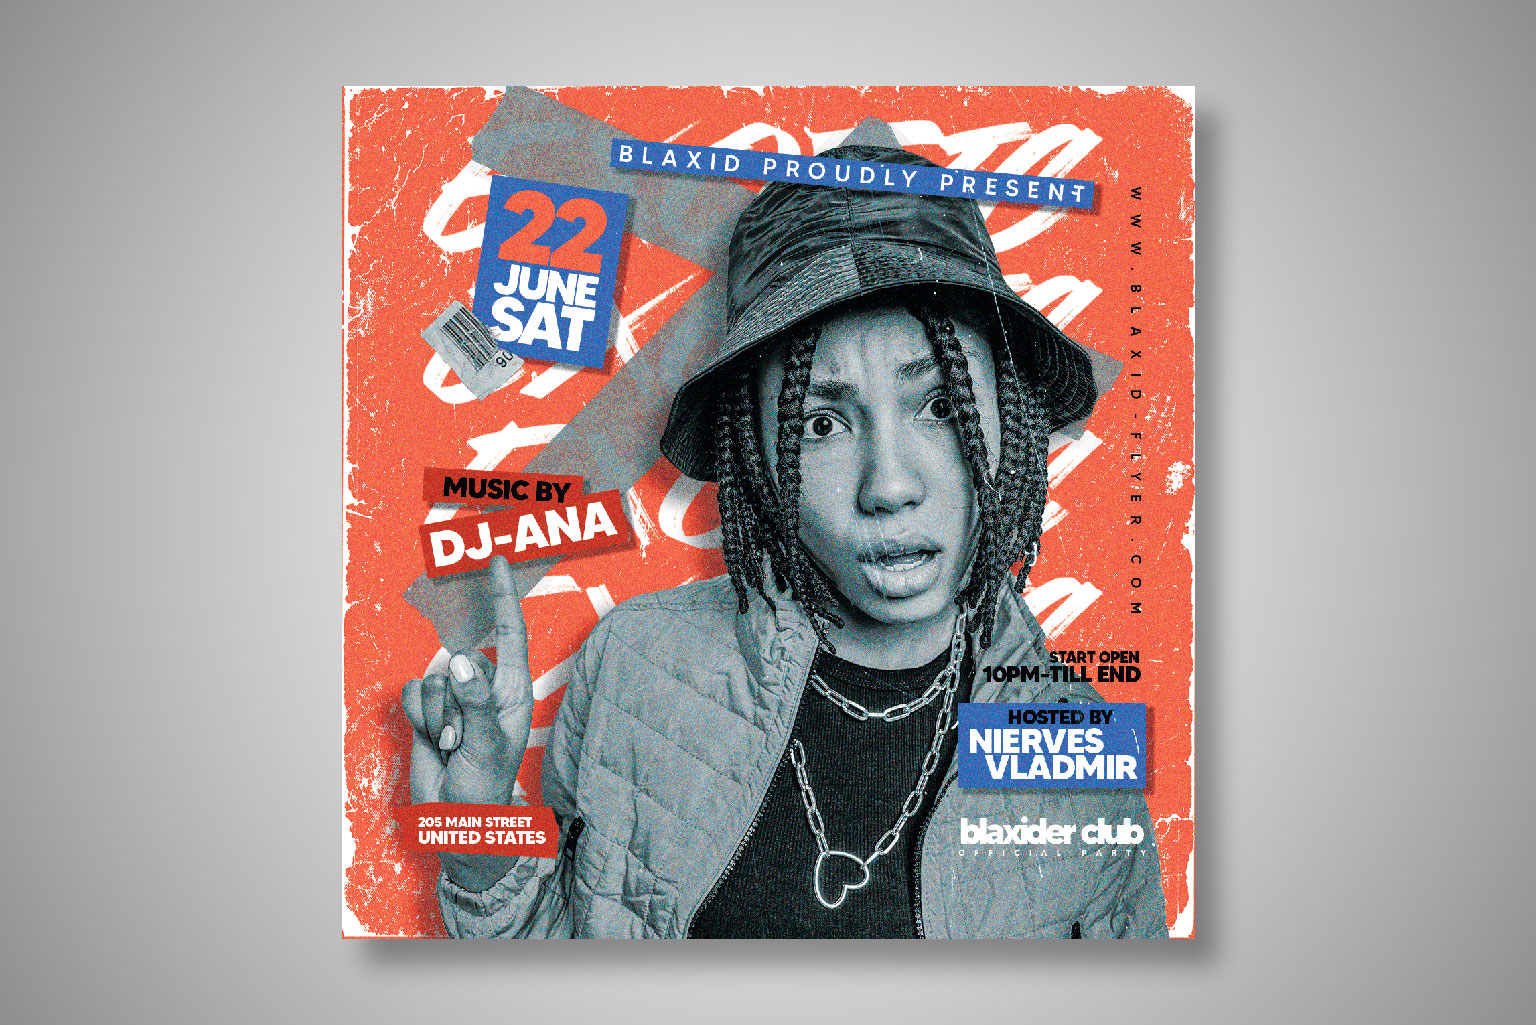 BLAXID PROUDLY PRESENT
22
JUNE
SAT
90
WWW.BLAXID-FLYER.COM
MUSIC BY
DJ-ANA
START OPEN
10PM-TILL END
HOSTED BY
NIERVES
VLADMIR
205 MAIN STREET
UNITED STATES
blaxider club
OFFICIAL PARTY